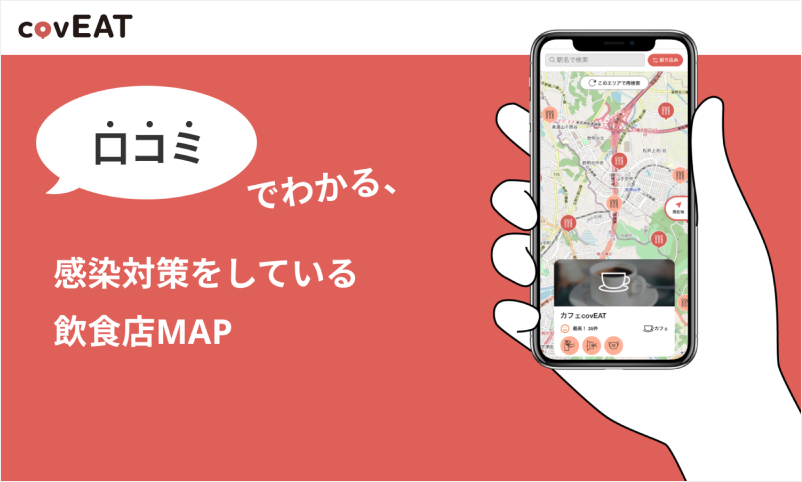 covEAT
口コミ
でわかる、
感染対策をしている
飲食店MAP
駅名で検索
絞り込み
このエリアで再検索
現在地
カフェcovEAT
最高！ 38件
カフェ